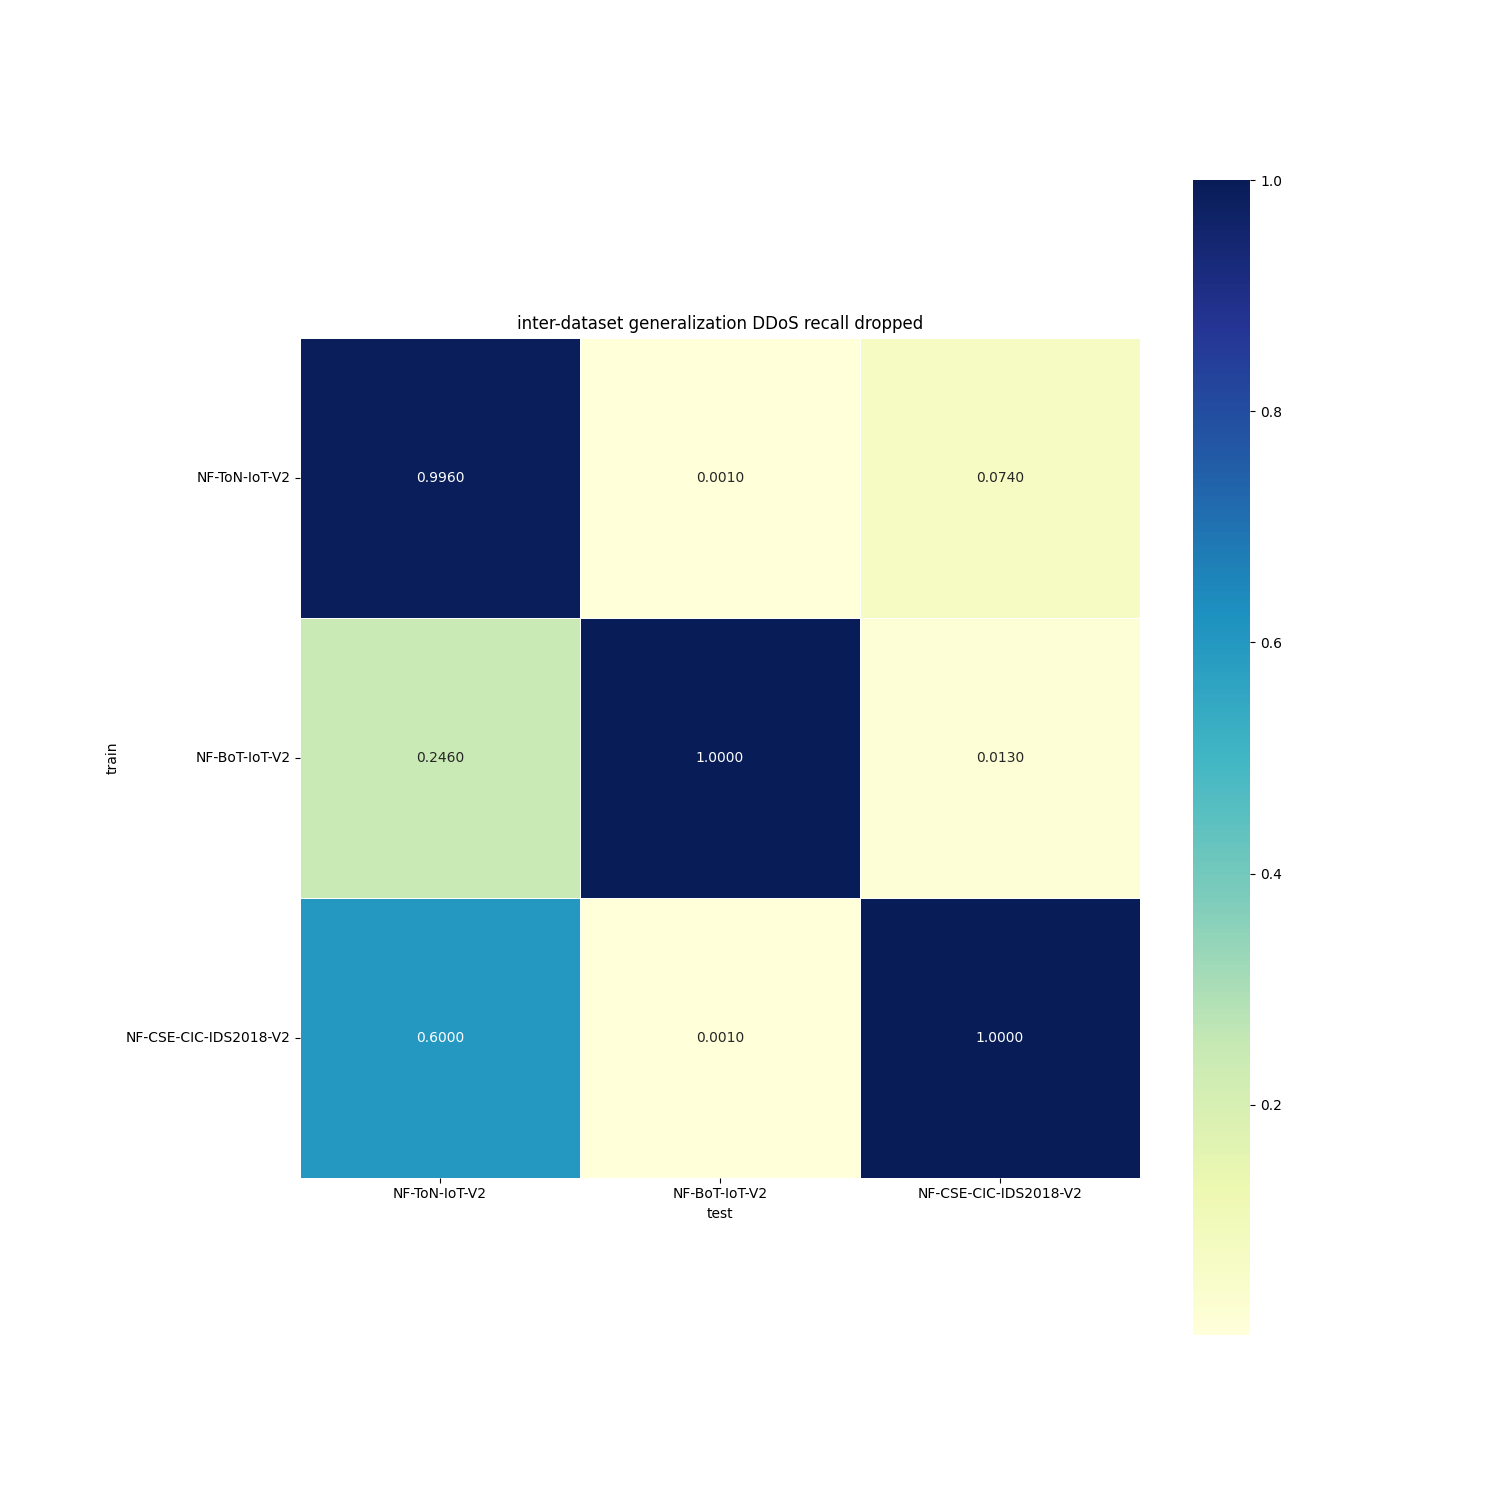 inter-dataset generalization DDoS recall dropped
NF-ToN-IoT-V2
0.9960
0.0010
0.0740
NF-BoT-IoT-V2
0.2460
1.0000
0.0130
NF-CSE-CIC-IDS2018-V2
0.6000
0.0010
1.0000
train
NF-ToN-IoT-V2
NF-BoT-IoT-V2
NF-CSE-CIC-IDS2018-V2
test
1.0
0.8
0.6
0.4
0.2